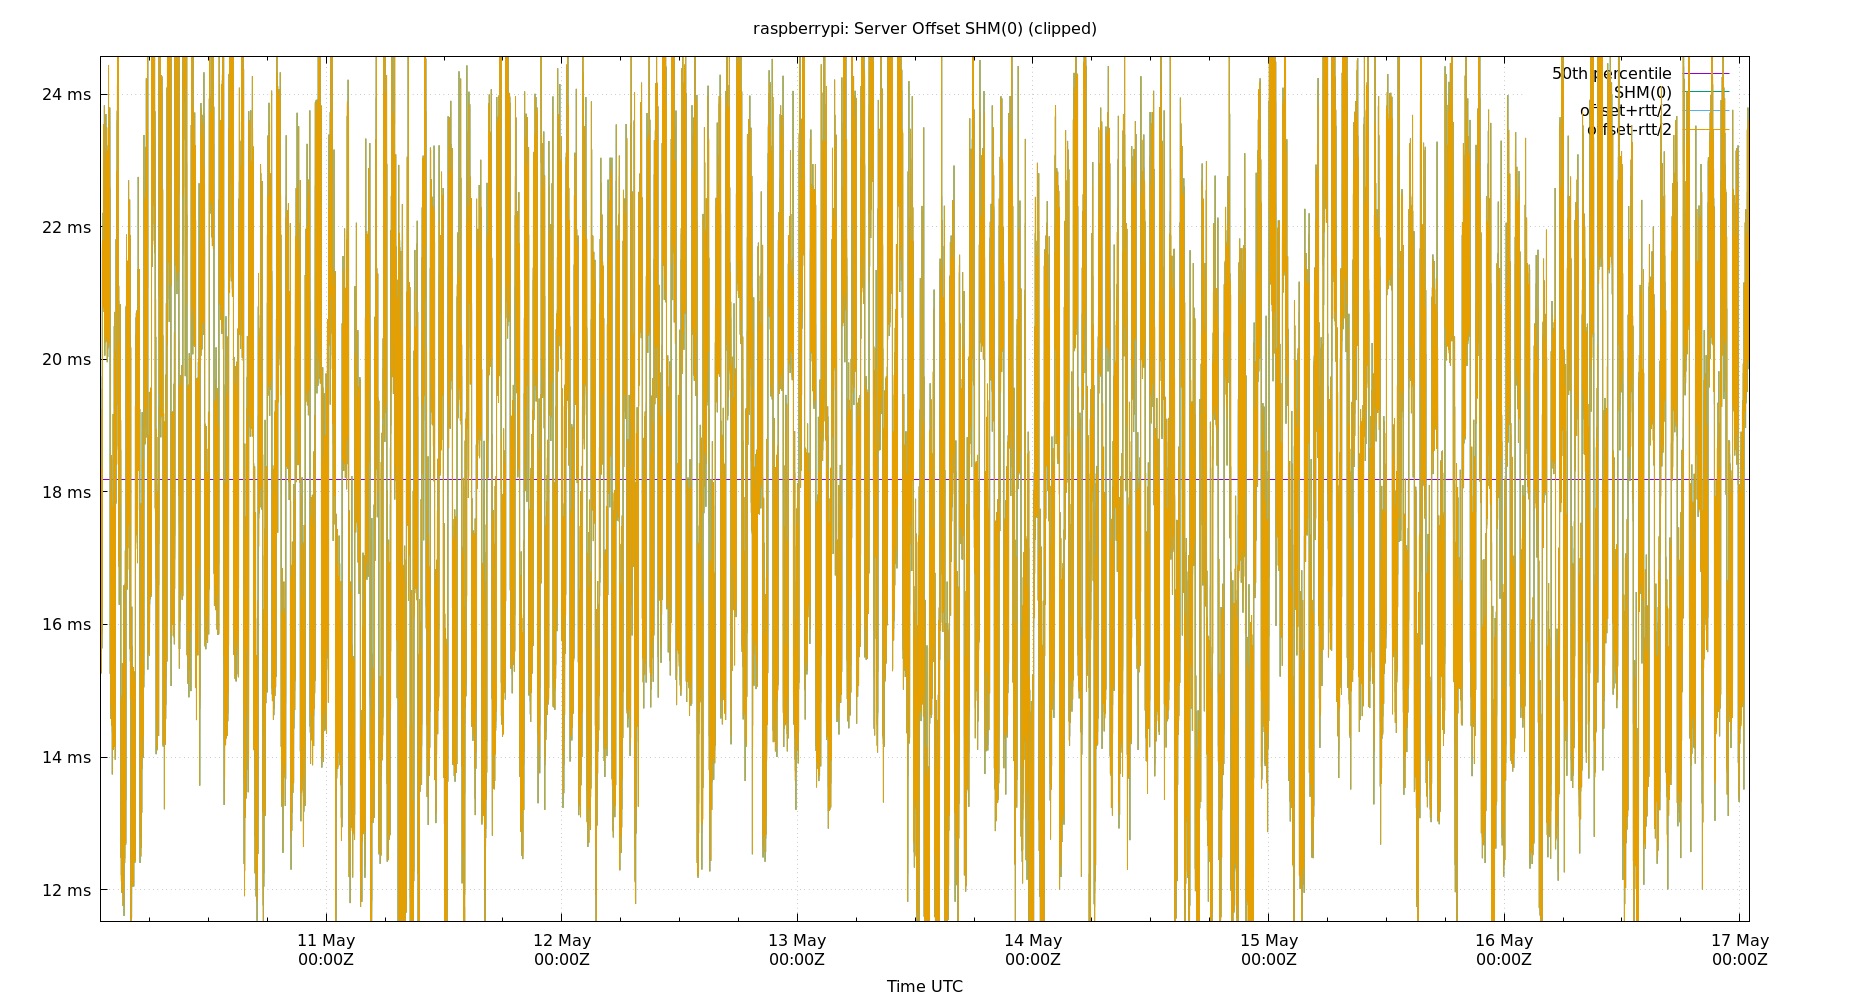 raspberrypi: Server Offset SHM(0) (clipped)
24 ms
22 ms
20 ms
18 ms
16 ms
14 ms
12 ms
50th percentile
SHM(0)
offset+rtt/2
offset-rtt/2
11 May
00:00Z
12 May
00:00Z
13 May
00:00Z
14 May
00:00Z
15 May
00:00Z
16 May
00:00Z
17 May
00:00Z
Time UTC